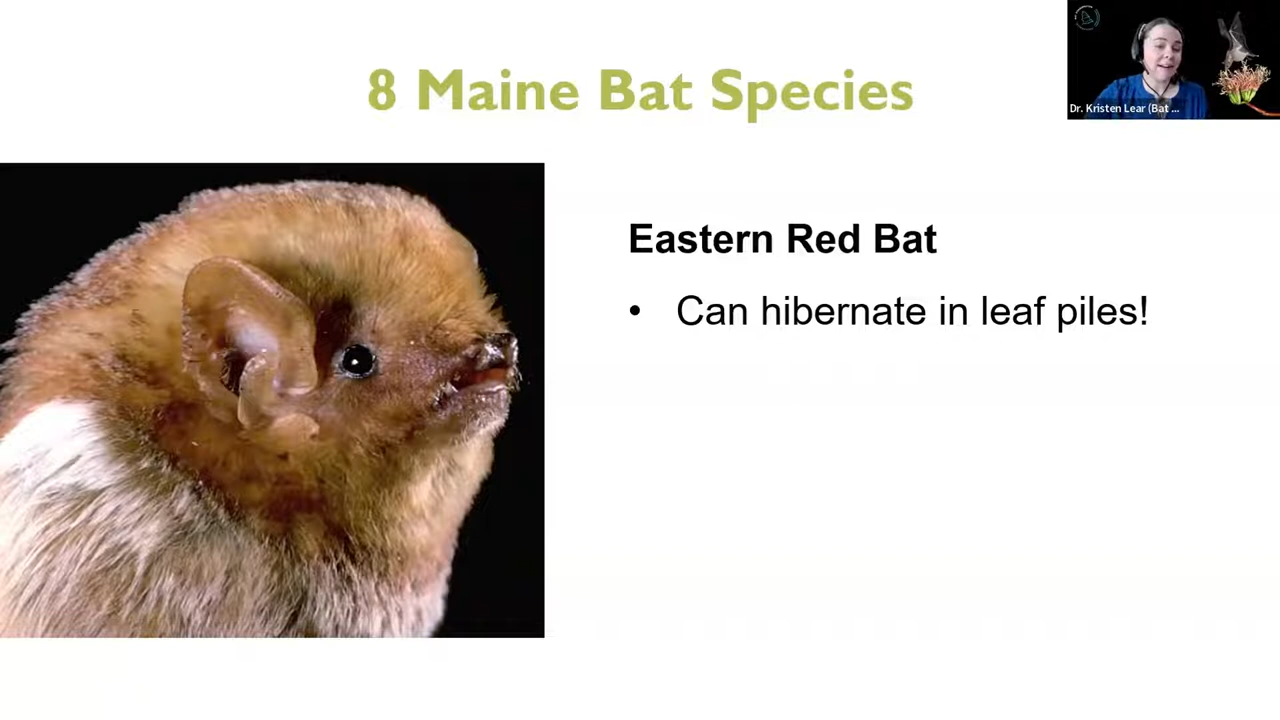 8 Maine Bat Species
Dr. Kristen Lear (Bat ...
Eastern Red Bat
• Can hibernate in leaf piles!